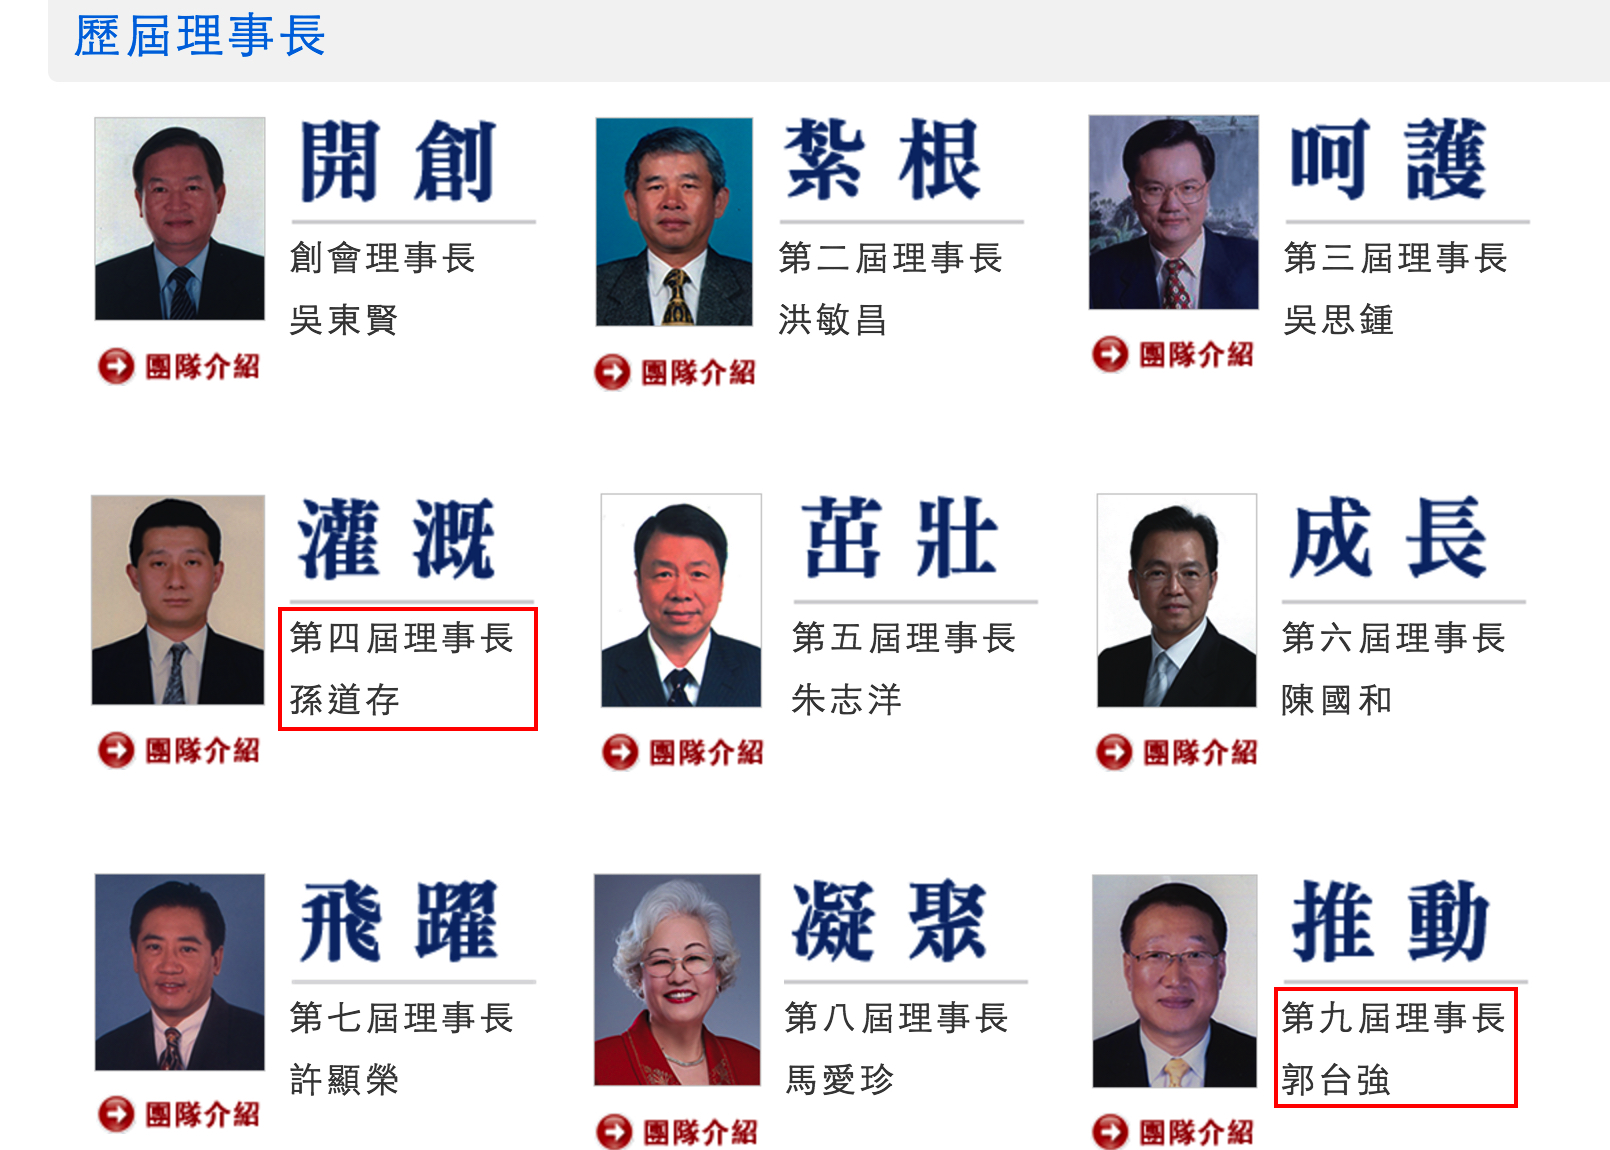 歷屆理事長
開創
創會理事長
吳東賢
團隊介紹
紮根
第二屆理事長
洪敏昌
團隊介紹
呵護
第三屆理事長
吳思鍾
團隊介紹
灌溉
第四屆理事長
孫道存
團隊介紹
茁壯
第五屆理事長
朱志洋
團隊介紹
成長
第六屆理事長
陳國和
團隊介紹
飛躍
第七屆理事長
許顯榮
團隊介紹
凝聚
第八屆理事長
馬愛珍
團隊介紹
推動
第九屆理事長
郭台強
團隊介紹